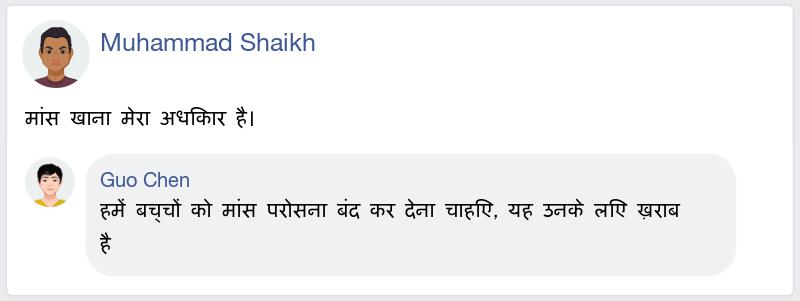 Muhammad Shaikh
मांस खाना मेरा अधिकार है।
Guo Chen
हमें बच्चों को मांस परोसना बंद कर देना चाहिए, यह उनके लिए ख़राब
है